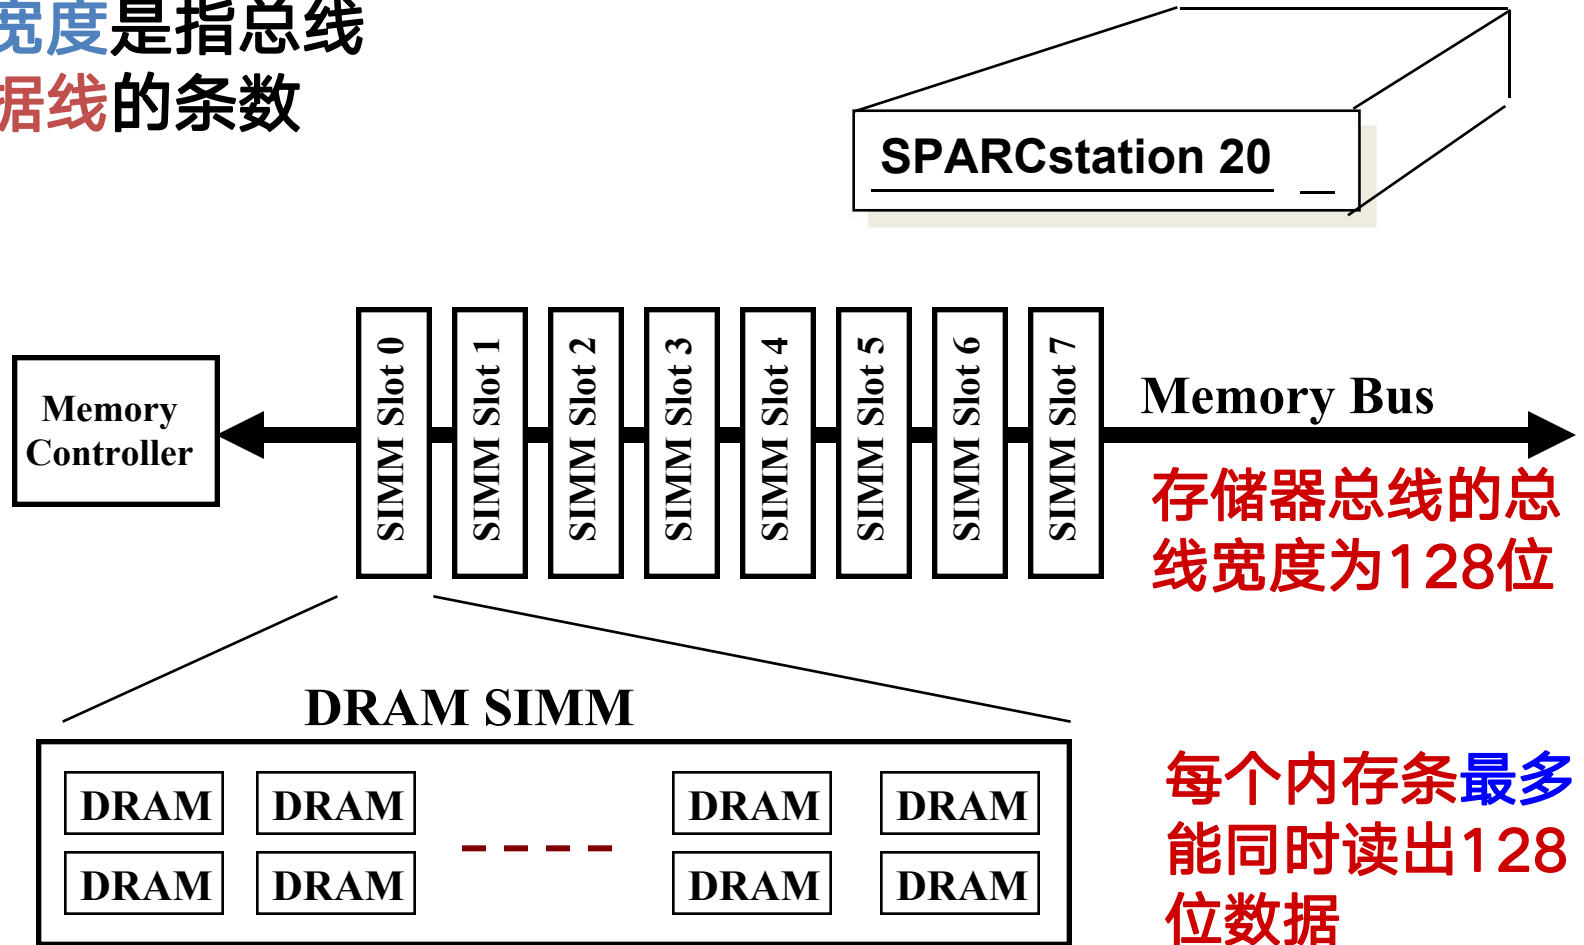 宽度是指总线
据线的条数
SPARCstation 20
SIMM Slot 0
SIMM Slot 1
SIMM Slot 2
SIMM Slot 3
SIMM Slot 4
SIMM Slot 5
SIMM Slot 6
SIMM Slot 7
Memory
Controller
Memory Bus
存储器总线的总
线宽度为128位
DRAM SIMM
DRAM DRAM DRAM DRAM
DRAM DRAM DRAM DRAM
每个内存条最多
能同时读出128
位数据